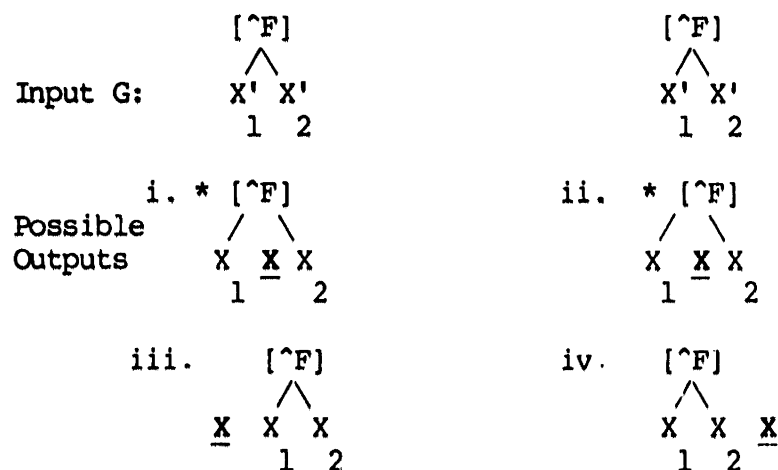 [^F] [^F]
Input G: X' X' X' X'
1 2 1 2
i. * [^F] ii. * [^F]
Possible
Outputs X X X X X X
1 2 1 2
iii. [^F] iv. [^F]
X X X X X X
1 2 1 2